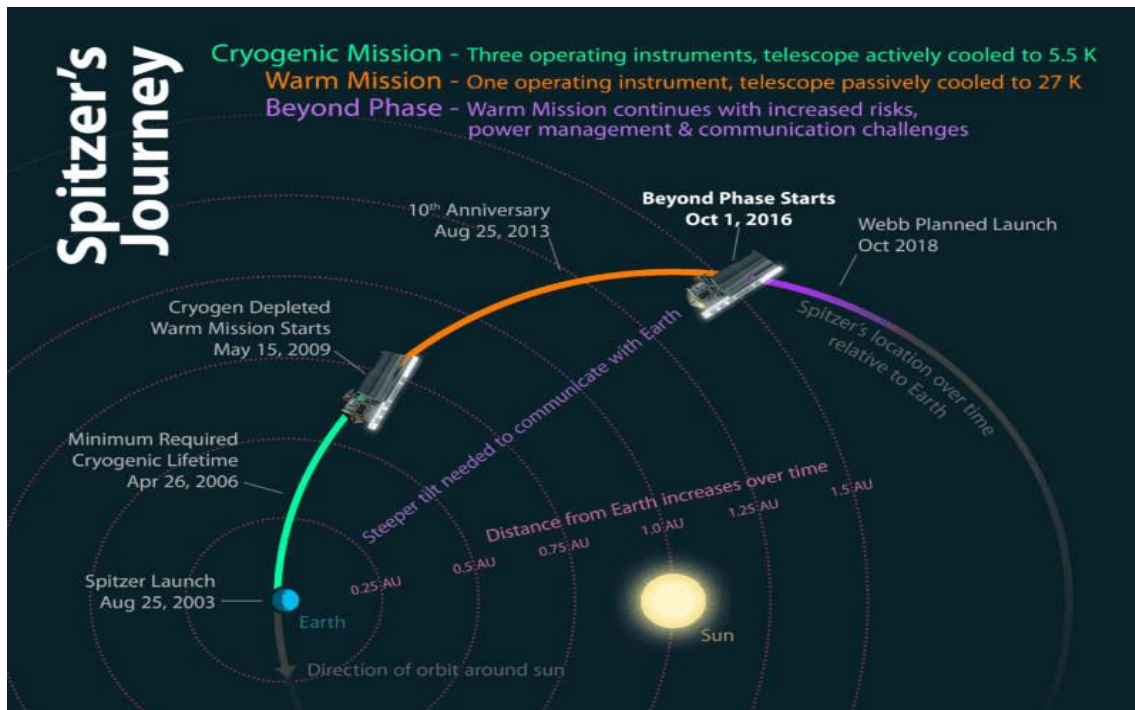 Spitzer's
Journey
Cryogenic Mission - Three operating instruments, telescope actively cooled to 5.5 K
Warm Mission - One operating instrument, telescope passively cooled to 27 K
Beyond Phase - Warm Mission continues with increased risks,
power management & communication challenges
10th Anniversary
Aug 25, 2013
Beyond Phase Starts
Oct 1, 2016
Webb Planned Launch
Oct 2018
Cryogen Depleted
Warm Mission Starts
May 15, 2009
Spitzer's location over time
relative to Earth
Minimum Required
Cryogenic Lifetime
Apr 26, 2006
Steeper tilt needed to communicate with Earth
Distance from Earth increases over time
0.25 AU
0.5 AU
0.75 AU
1.0 AU
1.25 AU
1.5 AU
Spitzer Launch
Aug 25, 2003
Earth
Sun
Direction of orbit around sun